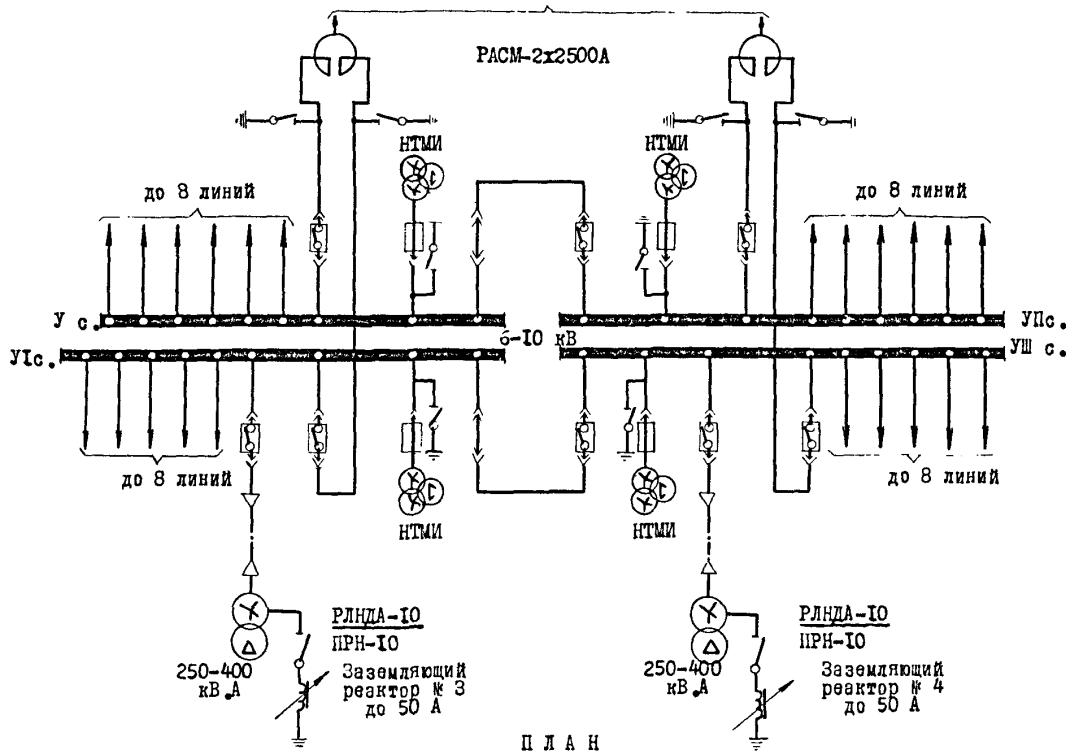 РАСМ-2х2500А
НТМИ
НТМИ
до 8 линий
до 8 линий
У с.
УПс.
6-10 кВ
У1с.
УШ с.
до 8 линий
до 8 линий
НТМИ
НТМИ
РЛНДА-10
ПРН-10
250-400
кВ.А
Заземляющий
реактор № 3
до 50 А
РЛНДА-10
ПРН-10
250-400
кВ.А
Заземляющий
реактор № 4
до 50 А
П Л А Н